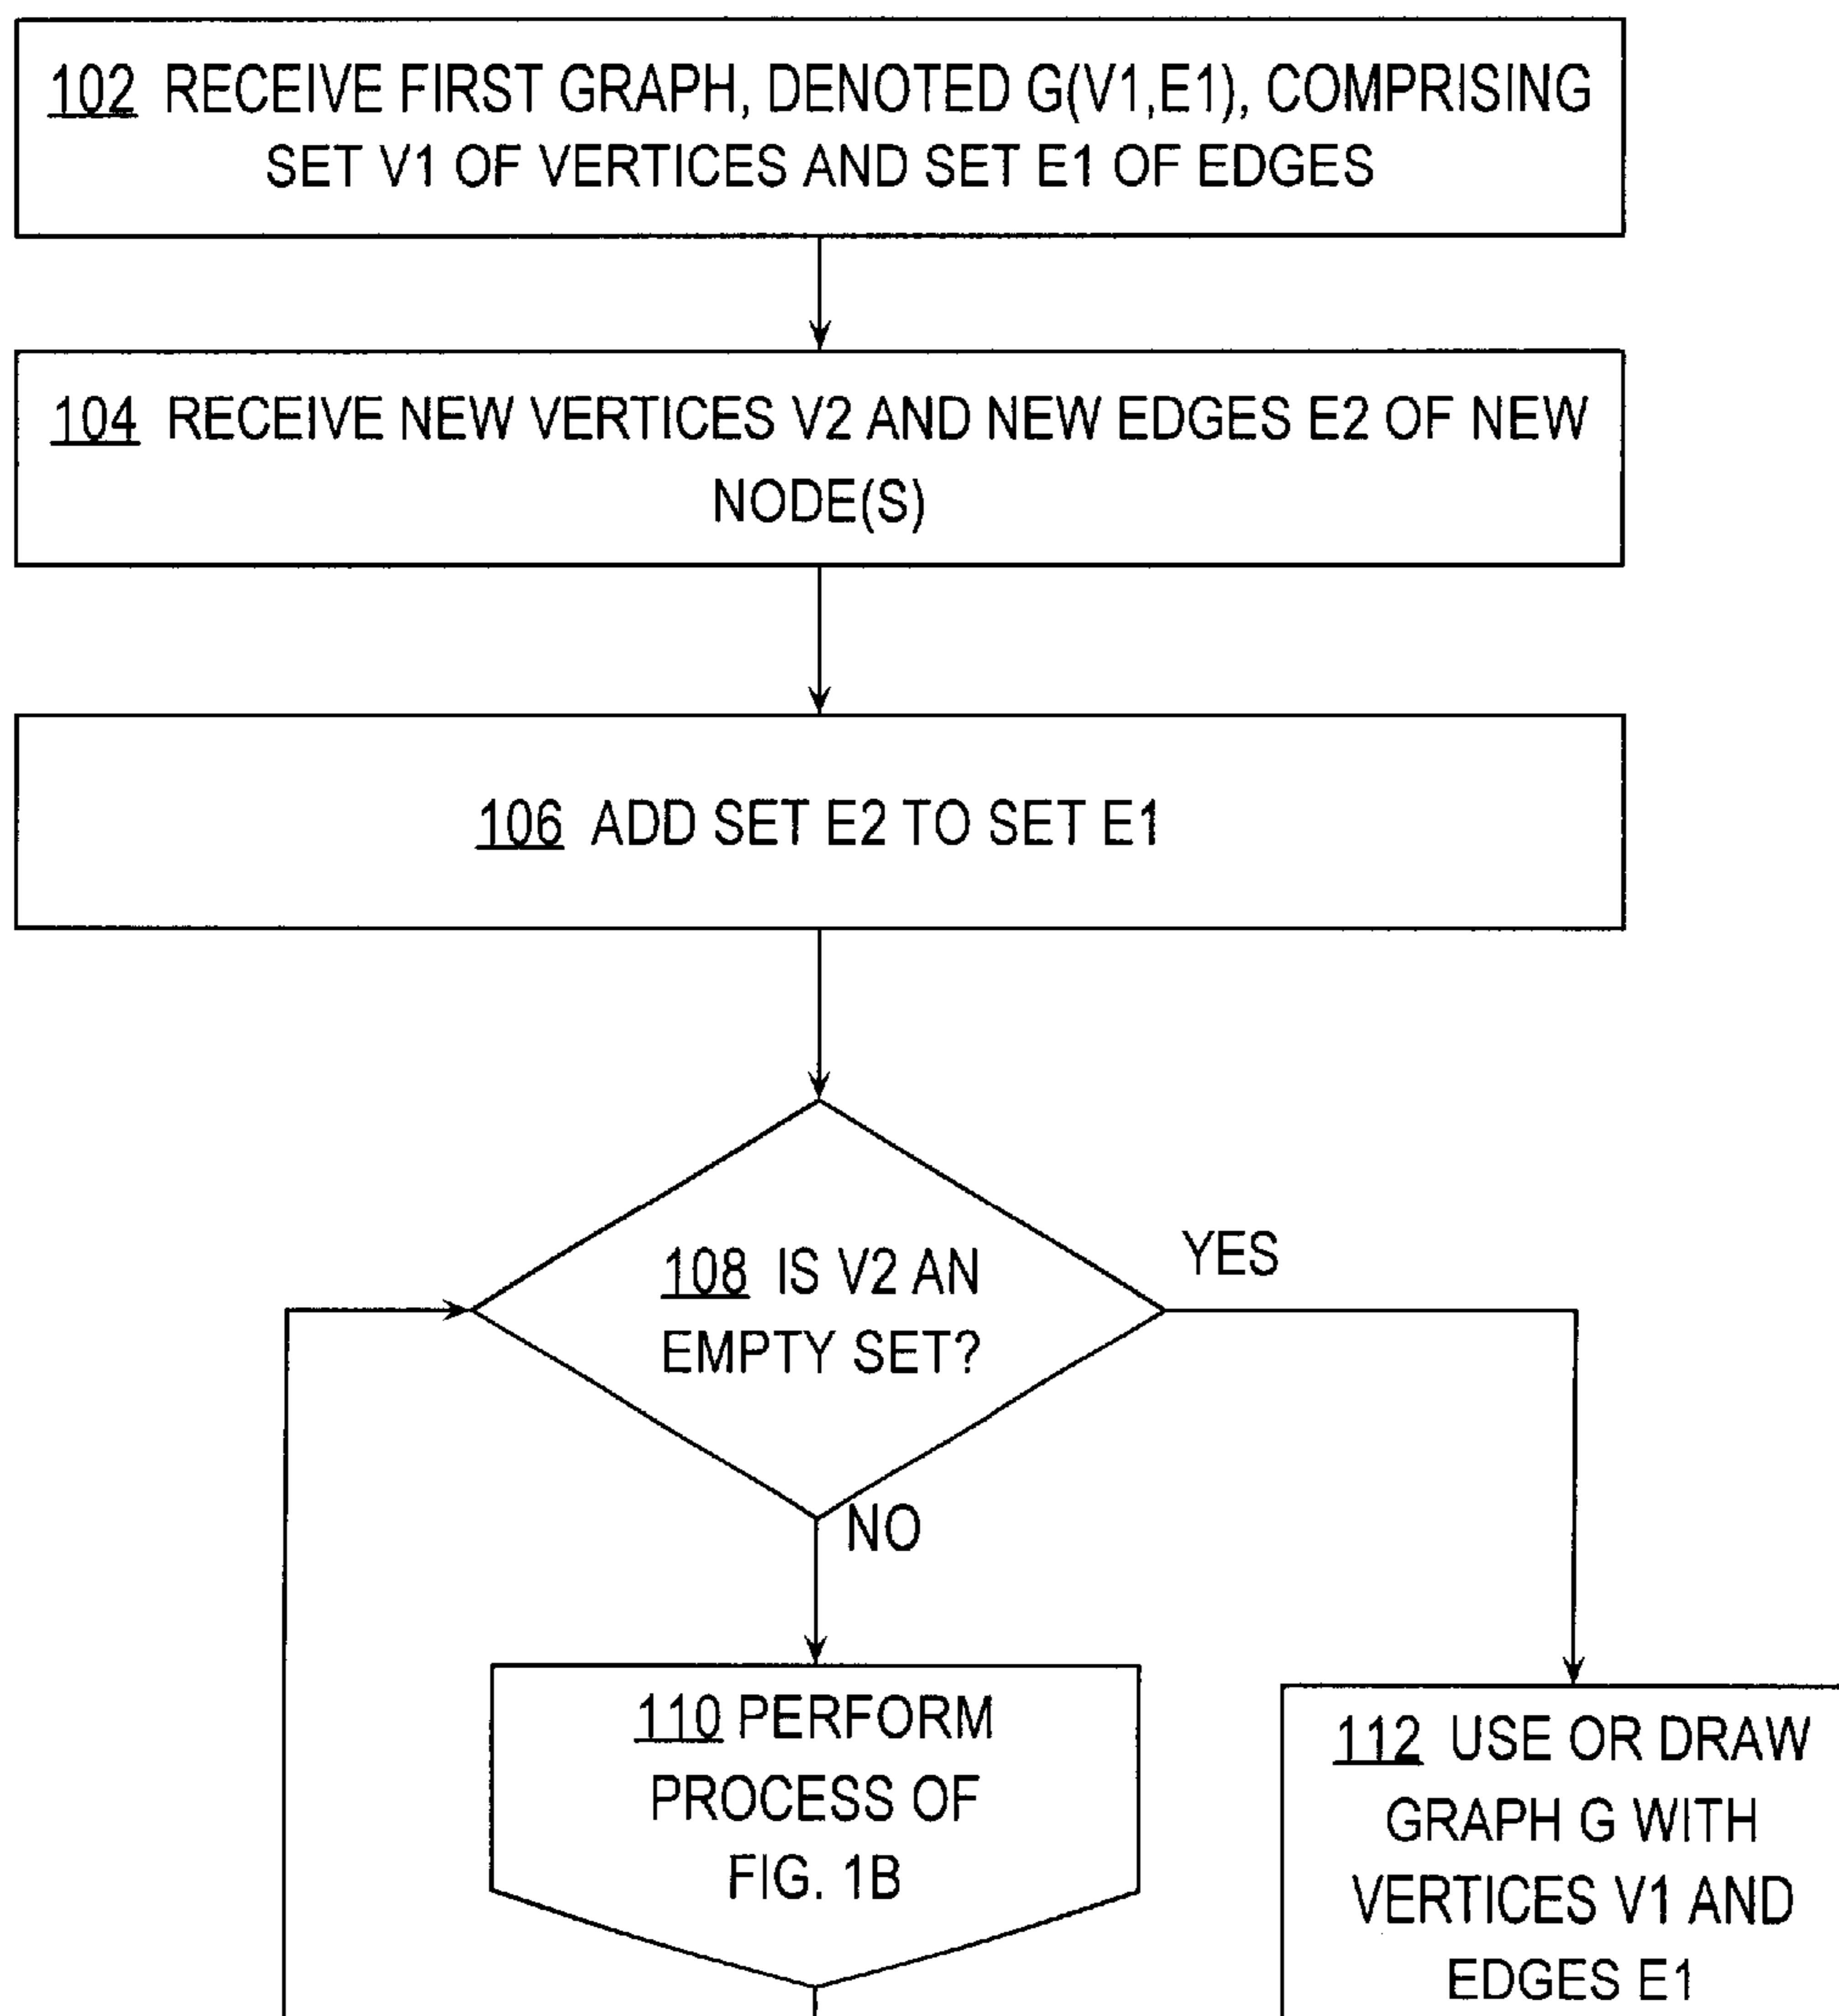 102 RECEIVE FIRST GRAPH, DENOTED G(V1,E1), COMPRISING
SET V1 OF VERTICES AND SET E1 OF EDGES
104 RECEIVE NEW VERTICES V2 AND NEW EDGES E2 OF NEW
NODE(S)
106 ADD SET E2 TO SET E1
108 IS V2 AN
EMPTY SET?
YES
NO
110 PERFORM
PROCESS OF
FIG. 1B
112 USE OR DRAW
GRAPH G WITH
VERTICES V1 AND
EDGES E1